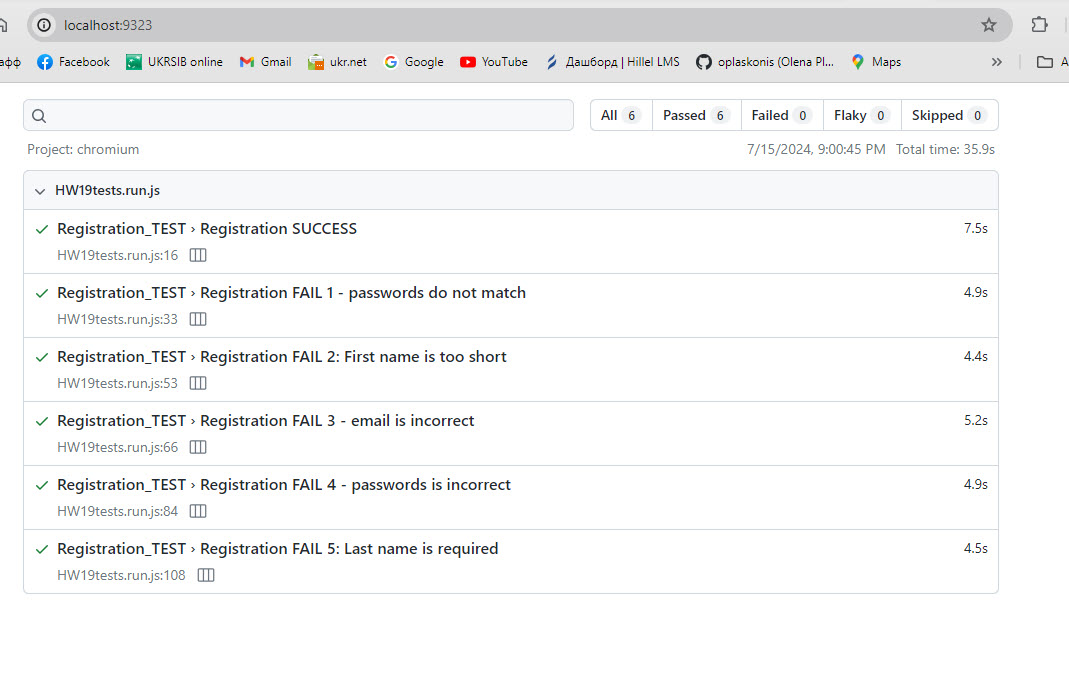 localhost:9323
Facebook UKRSIB online Gmail ukr.net Google YouTube Дашборд | Hillel LMS oplaskonis (Olena Pl... Maps »
All 6 Passed 6 Failed 0 Flaky 0 Skipped 0
Project: chromium 7/15/2024, 9:00:45 PM Total time: 35.9s
HW19tests.run.js
Registration_TEST › Registration SUCCESS 7.5s
HW19tests.run.js:16
Registration_TEST › Registration FAIL 1 - passwords do not match 4.9s
HW19tests.run.js:33
Registration_TEST › Registration FAIL 2: First name is too short 4.4s
HW19tests.run.js:53
Registration_TEST › Registration FAIL 3 - email is incorrect 5.2s
HW19tests.run.js:66
Registration_TEST › Registration FAIL 4 - passwords is incorrect 4.9s
HW19tests.run.js:84
Registration_TEST › Registration FAIL 5: Last name is required 4.5s
HW19tests.run.js:108